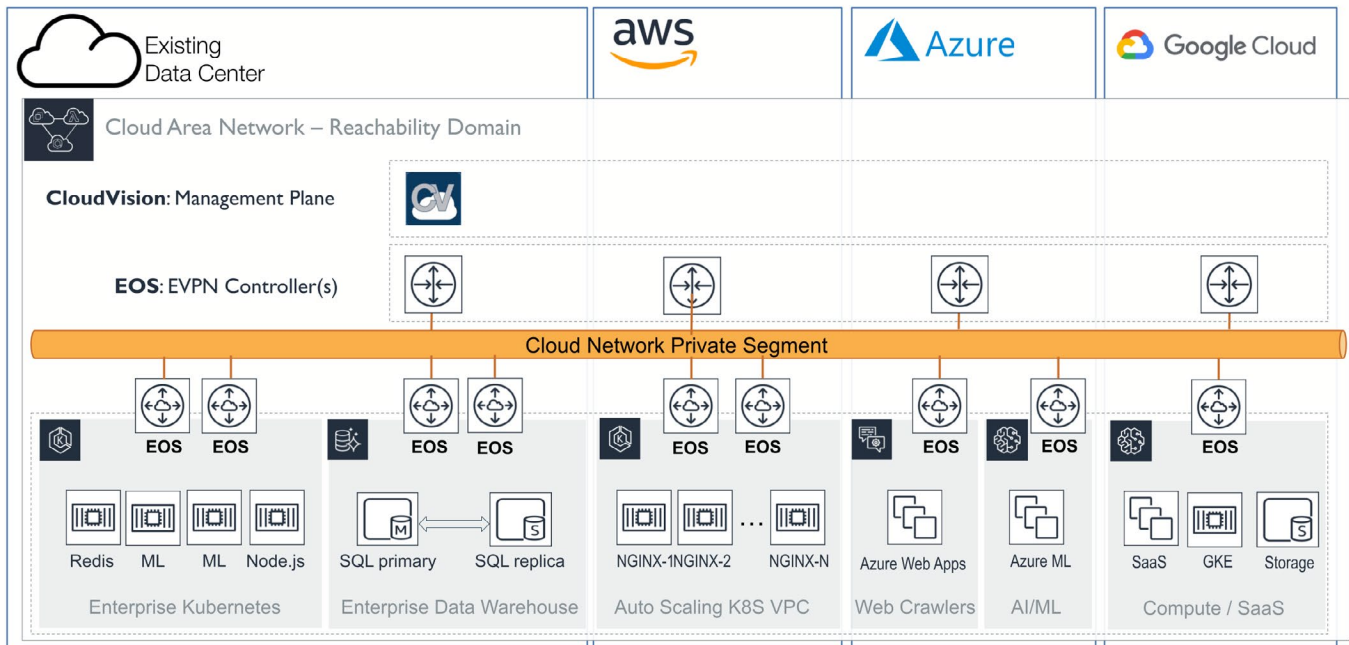 Existing
Data Center
aws
Azure
Google Cloud
Cloud Area Network – Reachability Domain
CloudVision: Management Plane
CV
EOS: EVPN Controller(s)
Cloud Network Private Segment
EOS EOS EOS EOS EOS EOS EOS EOS EOS
K K
M S S
Redis ML ML Node.js SQL primary SQL replica NGINX-1 NGINX-2 ... NGINX-N Azure Web Apps Azure ML SaaS GKE Storage
Enterprise Kubernetes Enterprise Data Warehouse Auto Scaling K8S VPC Web Crawlers AI/ML Compute / SaaS